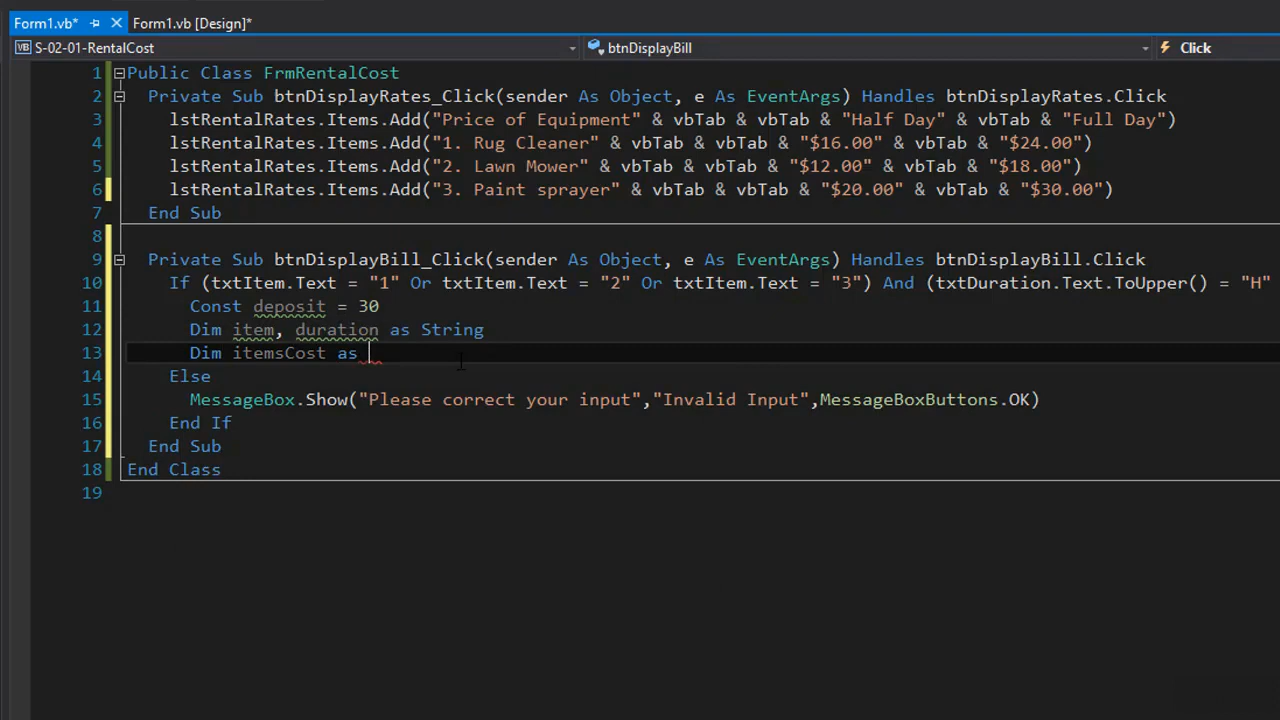 Form1.vb* Form1.vb [Design]*
VB S-02-01-RentalCost btnDisplayBill Click
1 Public Class FrmRentalCost
2 Private Sub btnDisplayRates_Click(sender As Object, e As EventArgs) Handles btnDisplayRates.Click
3 lstRentalRates.Items.Add("Price of Equipment" & vbTab & vbTab & "Half Day" & vbTab & "Full Day")
4 lstRentalRates.Items.Add("1. Rug Cleaner" & vbTab & vbTab & "$16.00" & vbTab & "$24.00")
5 lstRentalRates.Items.Add("2. Lawn Mower" & vbTab & vbTab & "$12.00" & vbTab & "$18.00")
6 lstRentalRates.Items.Add("3. Paint sprayer" & vbTab & vbTab & "$20.00" & vbTab & "$30.00")
7 End Sub
8
9 Private Sub btnDisplayBill_Click(sender As Object, e As EventArgs) Handles btnDisplayBill.Click
10 If (txtItem.Text = "1" Or txtItem.Text = "2" Or txtItem.Text = "3") And (txtDuration.Text.ToUpper() = "H"
11 Const deposit = 30
12 Dim item, duration as String
13 Dim itemsCost as
14 Else
15 MessageBox.Show("Please correct your input","Invalid Input",MessageBoxButtons.OK)
16 End If
17 End Sub
18 End Class
19